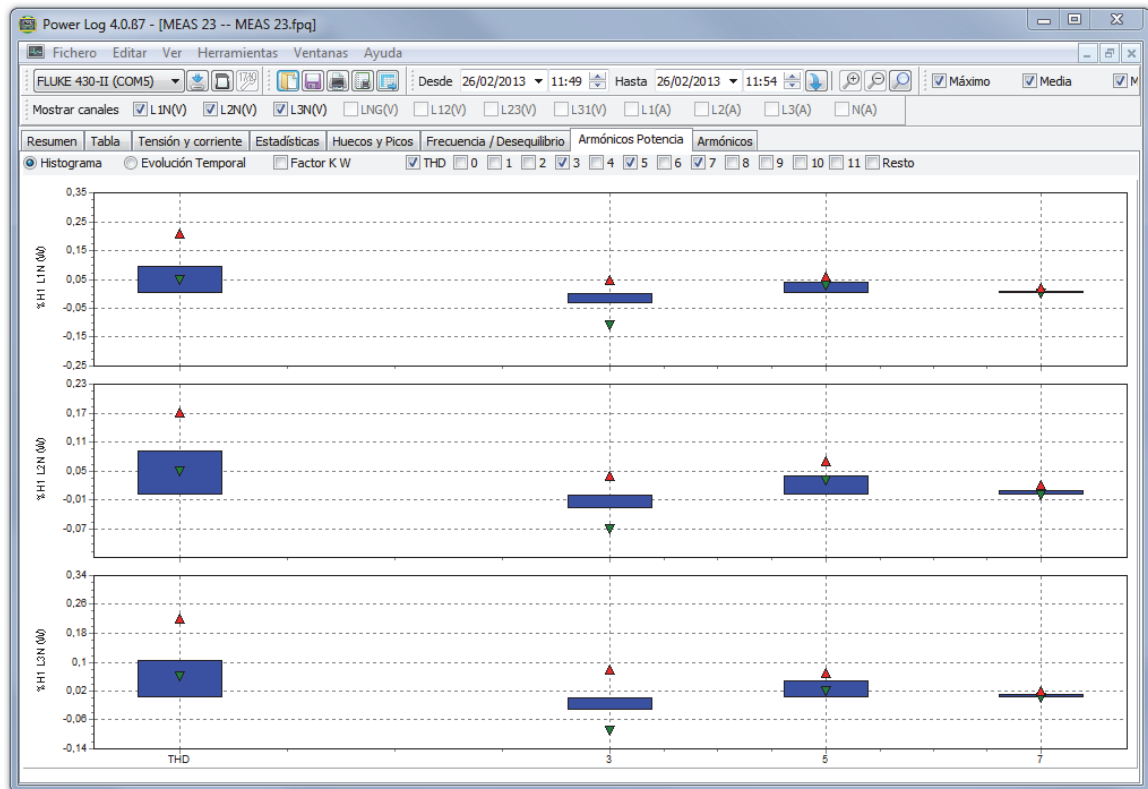 Power Log 4.0.ß7 - [MEAS 23 -- MEAS 23.fpq]
Fichero Editar Ver Herramientas Ventanas Ayuda
FLUKE 430-II (COM5) Desde 26/02/2013 11:49 Hasta 26/02/2013 11:54 Máximo Media M
Mostrar canales L1N(V) L2N(V) L3N(V) LNG(V) L12(V) L23(V) L31(V) L1(A) L2(A) L3(A) N(A)
Resumen Tabla Tensión y corriente Estadísticas Huecos y Picos Frecuencia / Desequilibrio Armónicos Potencia Armónicos
Histograma Evolución Temporal Factor K W THD 0 1 2 3 4 5 6 7 8 9 10 11 Resto
%H1 L1N (W)
0,35
0,25
0,15
0,05
-0,05
-0,15
-0,25
%H1 L2N (W)
0,23
0,17
0,11
0,05
-0,01
-0,07
%H1 L3N (W)
0,34
0,26
0,18
0,1
0,02
-0,06
-0,14
THD 3 5 7